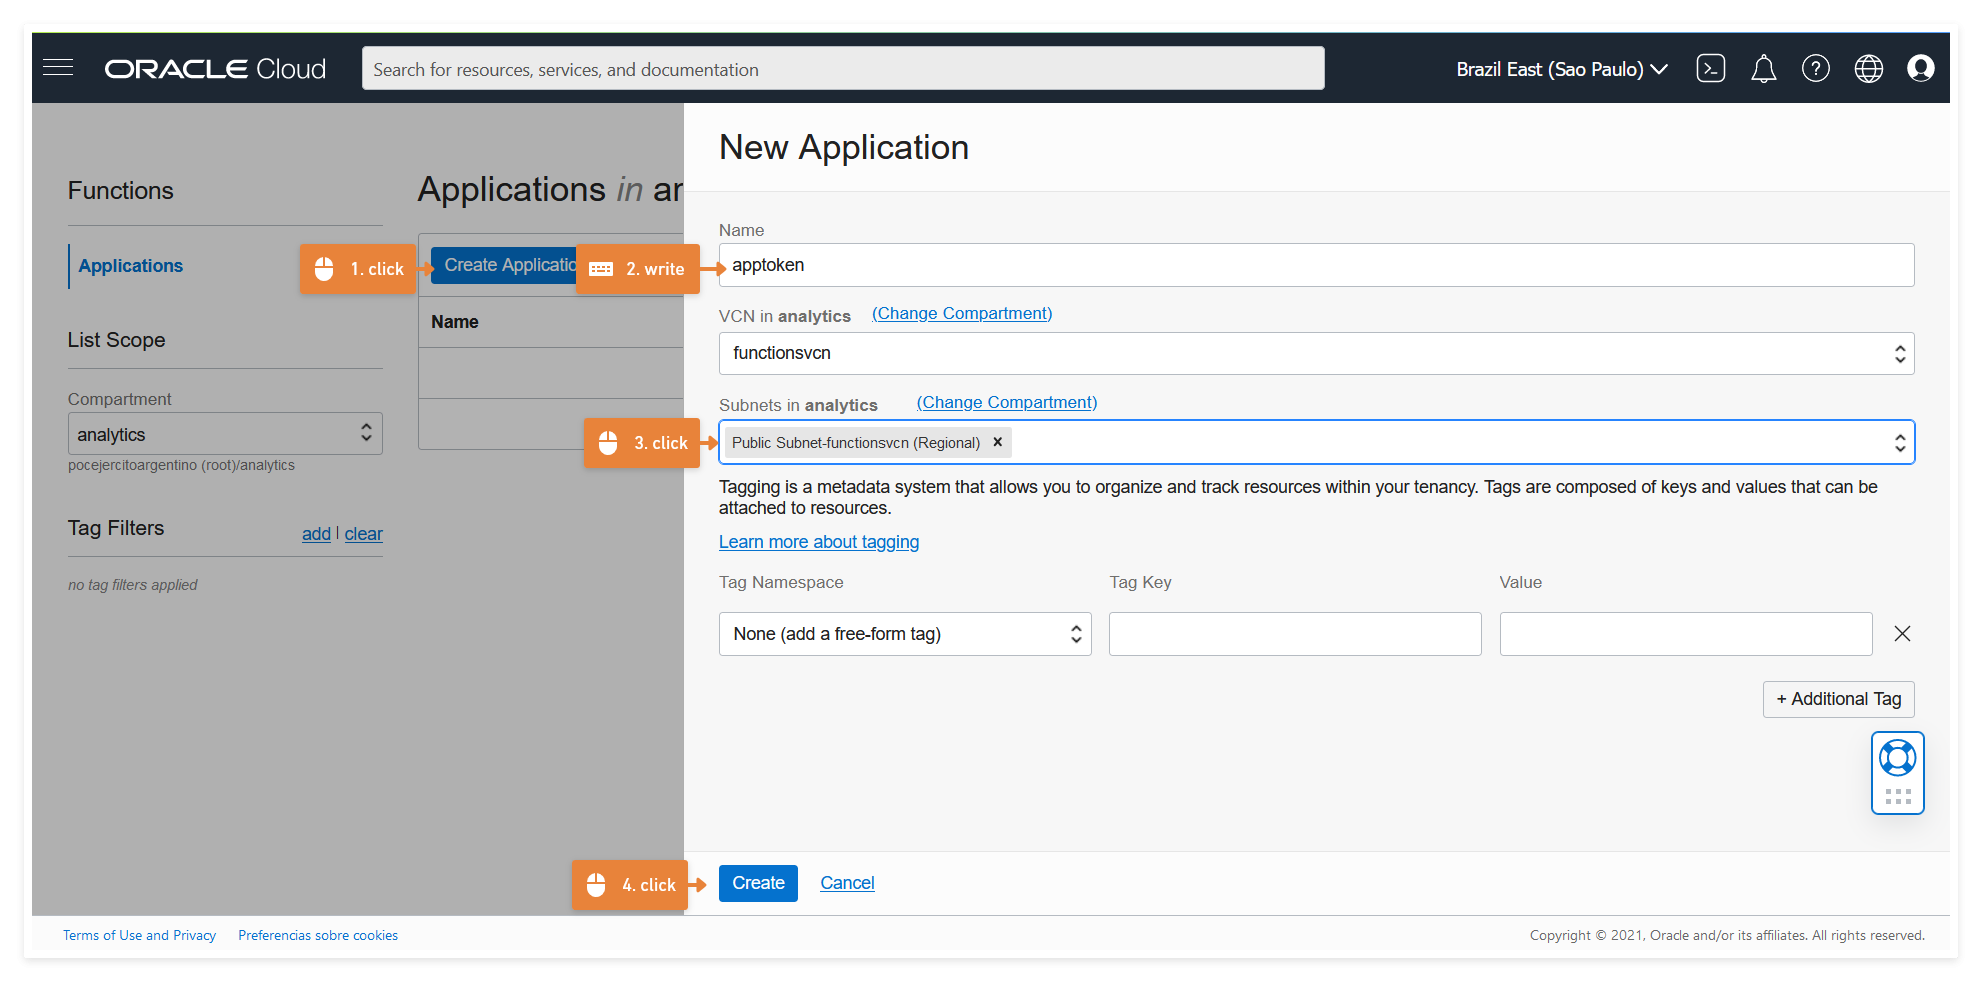 ORACLE Cloud
Search for resources, services, and documentation
Brazil East (Sao Paulo)
Functions
Applications
List Scope
Compartment
analytics
pocejercitoargentino (root)/analytics
Tag Filters
add | clear
no tag filters applied
Applications in
1. click
Create
Name
New Application
Name
2. write
apptoken
VCN in analytics (Change Compartment)
functionsvcn
Subnets in analytics (Change Compartment)
3. click
Public Subnet-functionsvcn (Regional) ×
Tagging is a metadata system that allows you to organize and track resources within your tenancy. Tags are composed of keys and values that can be
attached to resources.
Learn more about tagging
Tag Namespace Tag Key Value
None (add a free-form tag)
+ Additional Tag
4. click
Create Cancel
Terms of Use and Privacy Preferencias sobre cookies
Copyright © 2021, Oracle and/or its affiliates. All rights reserved.